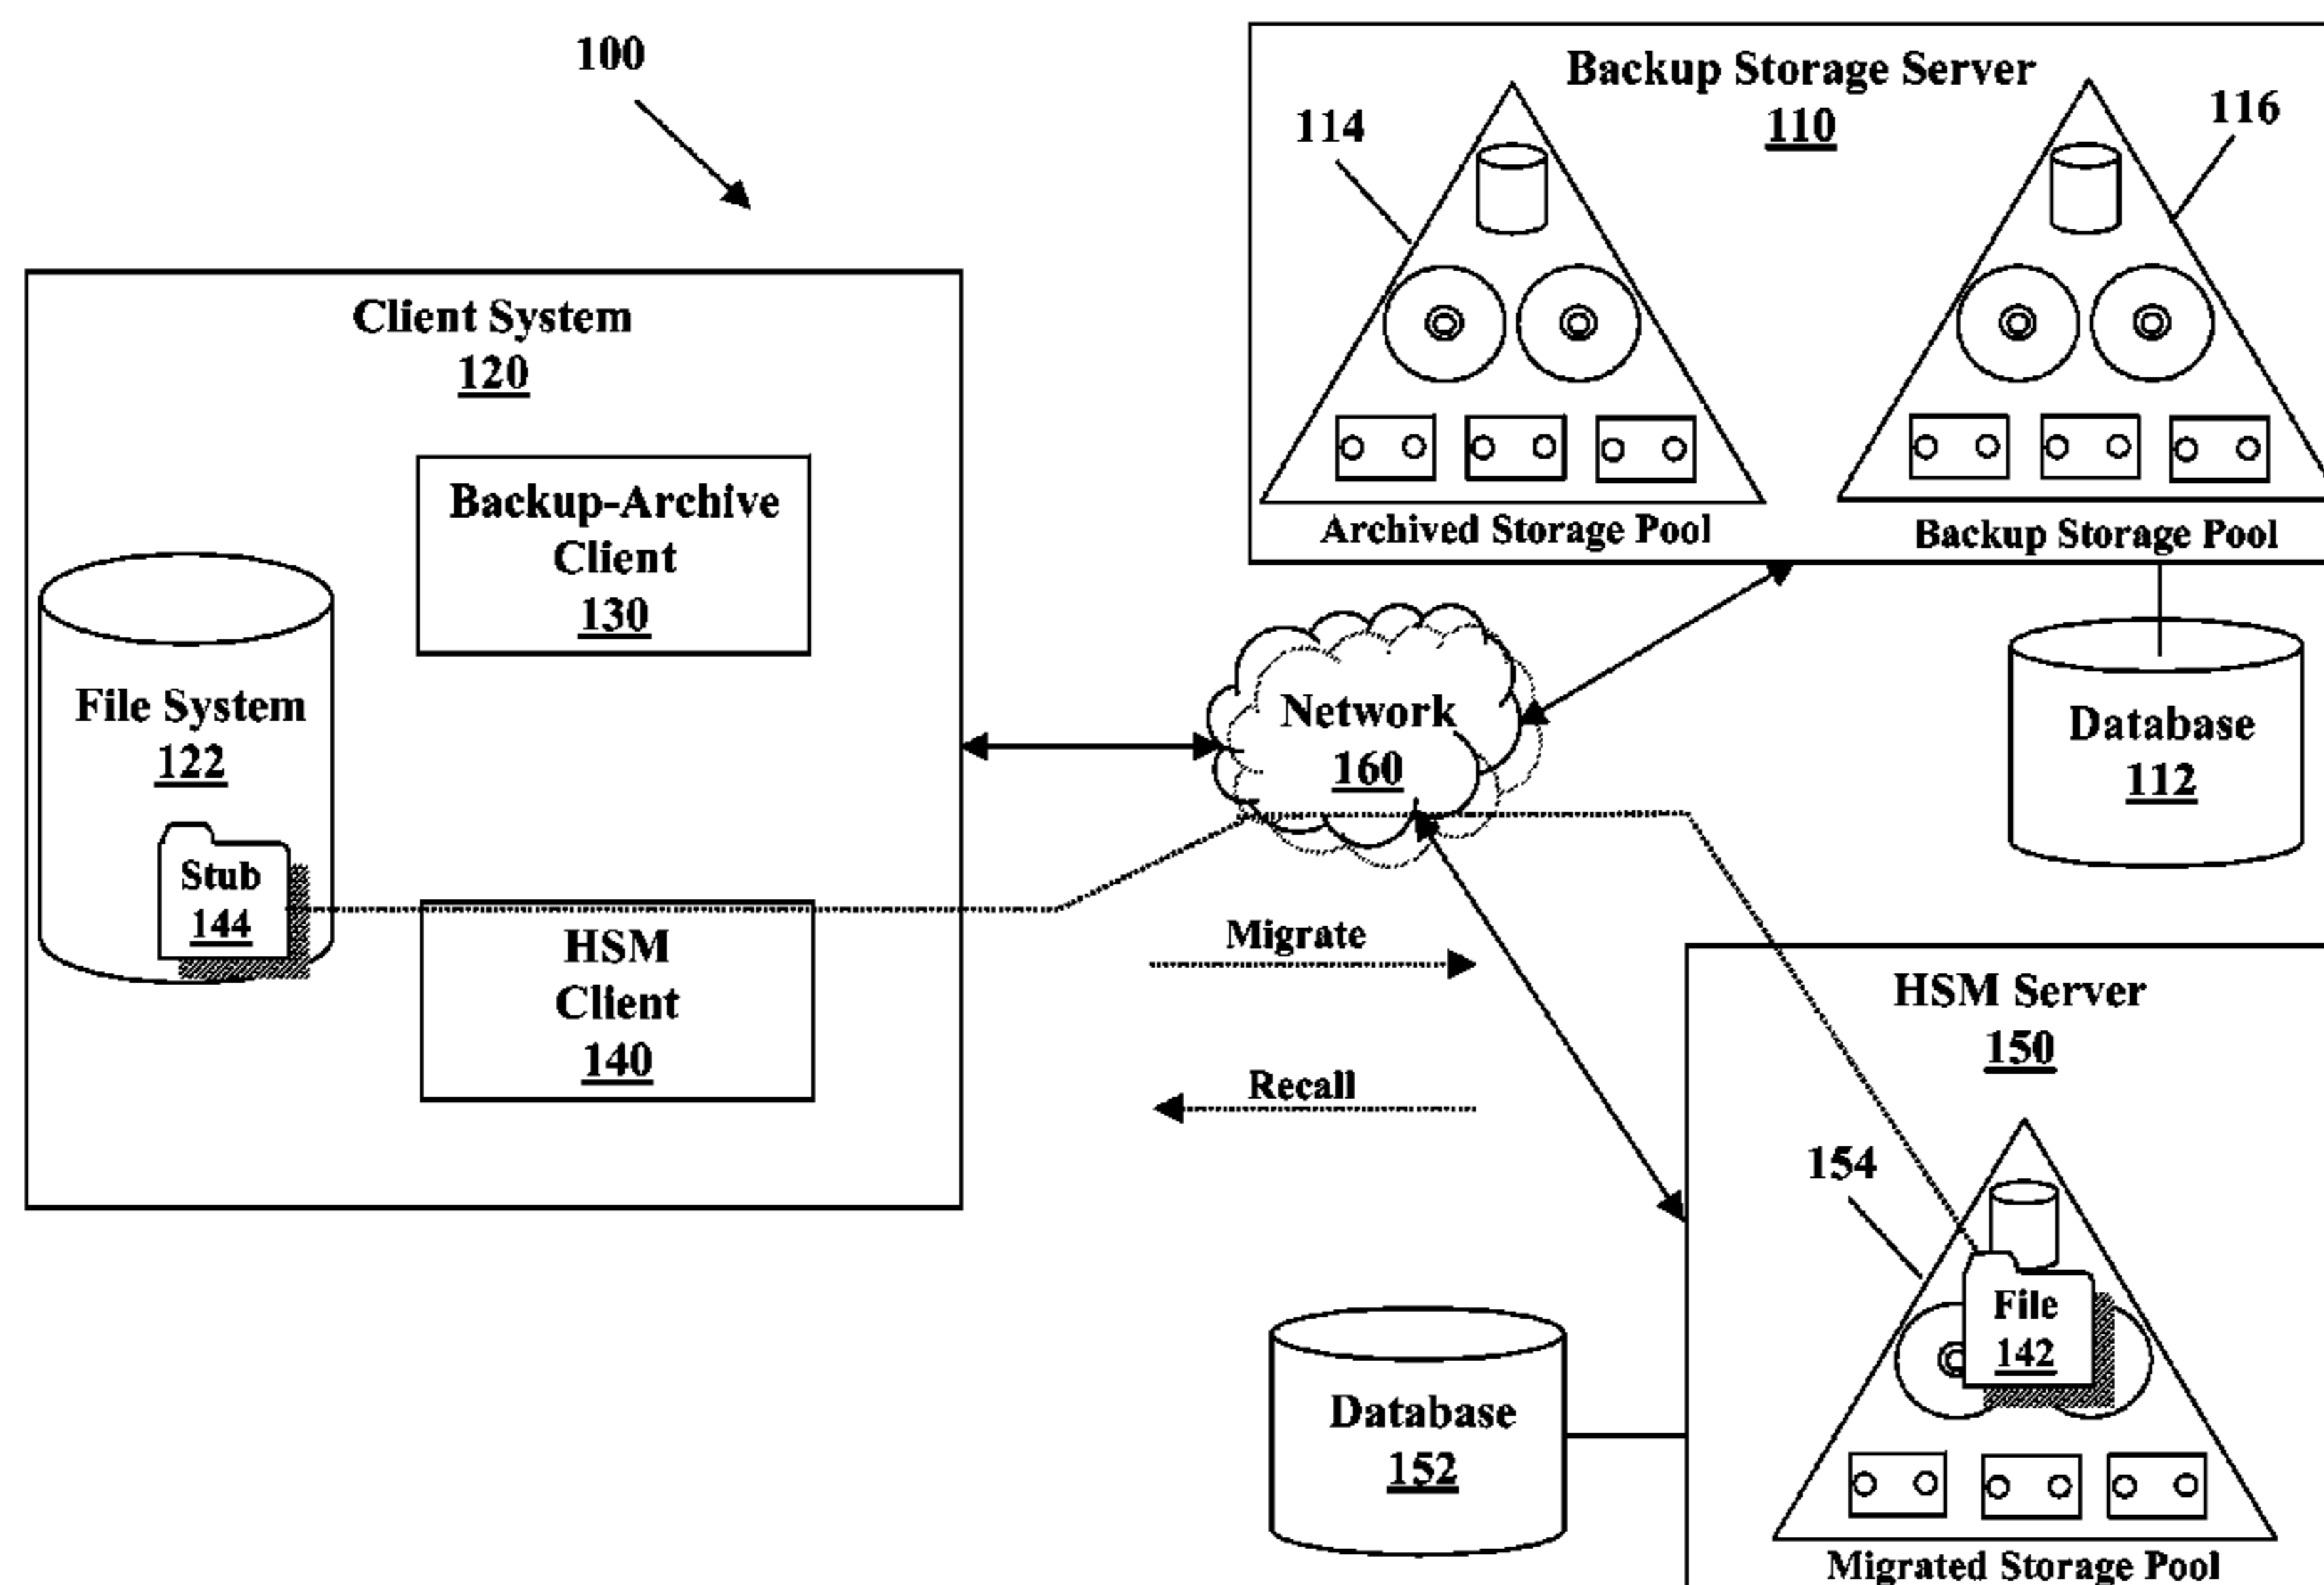 100
Backup Storage Server
110
114
116
Archived Storage Pool
Backup Storage Pool
Client System
120
Backup-Archive
Client
130
File System
122
Stub
144
HSM
Client
140
Network
160
Database
112
Migrate
Recall
HSM Server
150
154
File
142
Database
152
Migrated Storage Pool